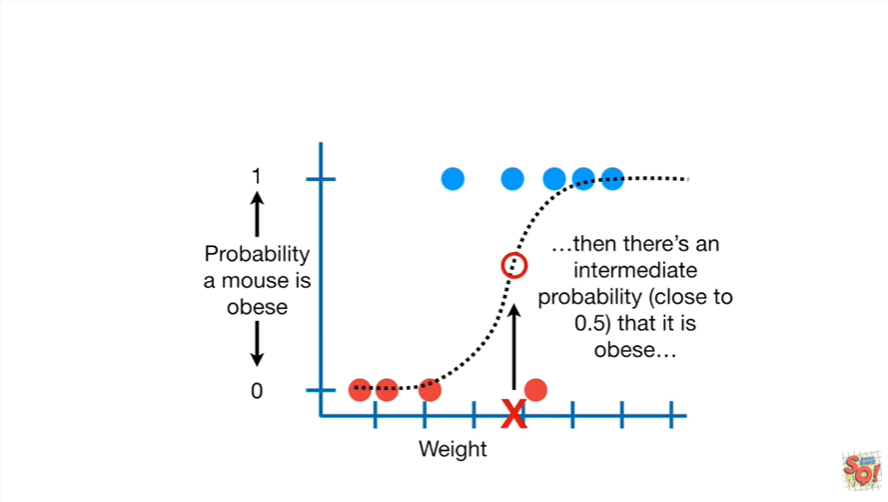 1
Probability
a mouse is
obese
0
…then there’s an
intermediate
probability (close to
0.5) that it is
obese…
X
Weight
SQ!